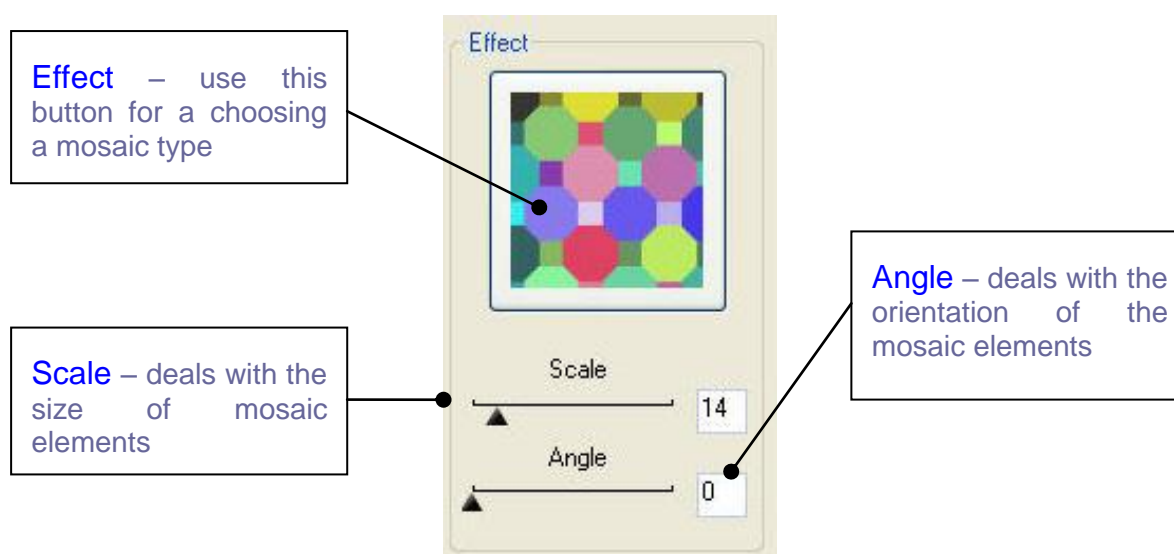 Effect
Effect – use this
button for a choosing
a mosaic type
Angle – deals with the
orientation of the
mosaic elements
Scale – deals with the
size of mosaic
elements
Scale
14
Angle
0